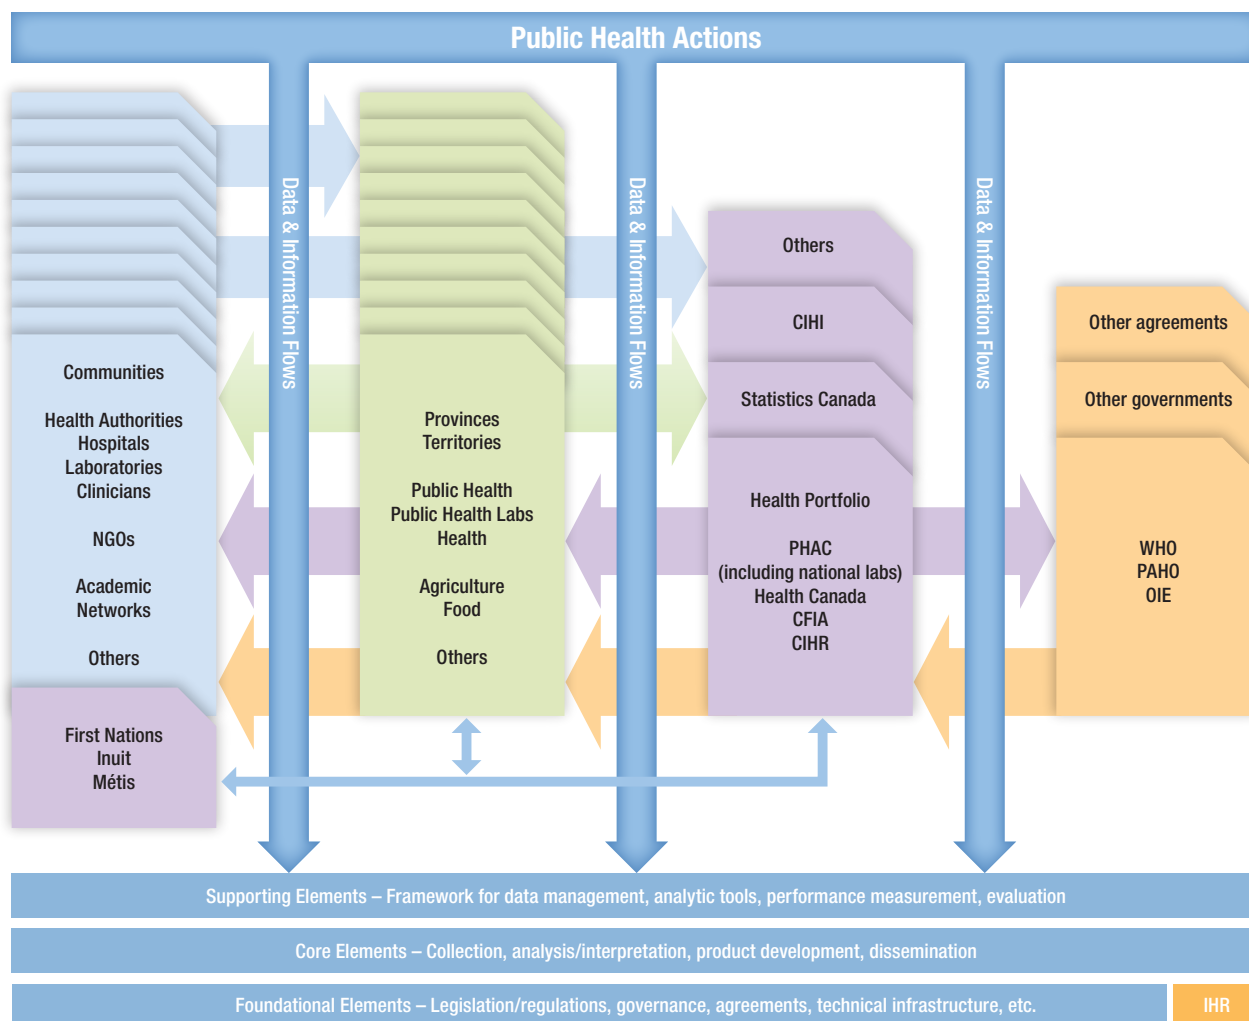 Public Health Actions
Data & Information Flows
Data & Information Flows
Data & Information Flows
Communities
Health Authorities
Hospitals
Laboratories
Clinicians
NGOs
Academic
Networks
Others
First Nations
Inuit
Métis
Provinces
Territories
Public Health
Public Health Labs
Health
Agriculture
Food
Others
Others
CIHI
Statistics Canada
Health Portfolio
PHAC
(including national labs)
Health Canada
CFIA
CIHR
Other agreements
Other governments
WHO
PAHO
OIE
Supporting Elements – Framework for data management, analytic tools, performance measurement, evaluation
Core Elements – Collection, analysis/interpretation, product development, dissemination
Foundational Elements – Legislation/regulations, governance, agreements, technical infrastructure, etc.
IHR